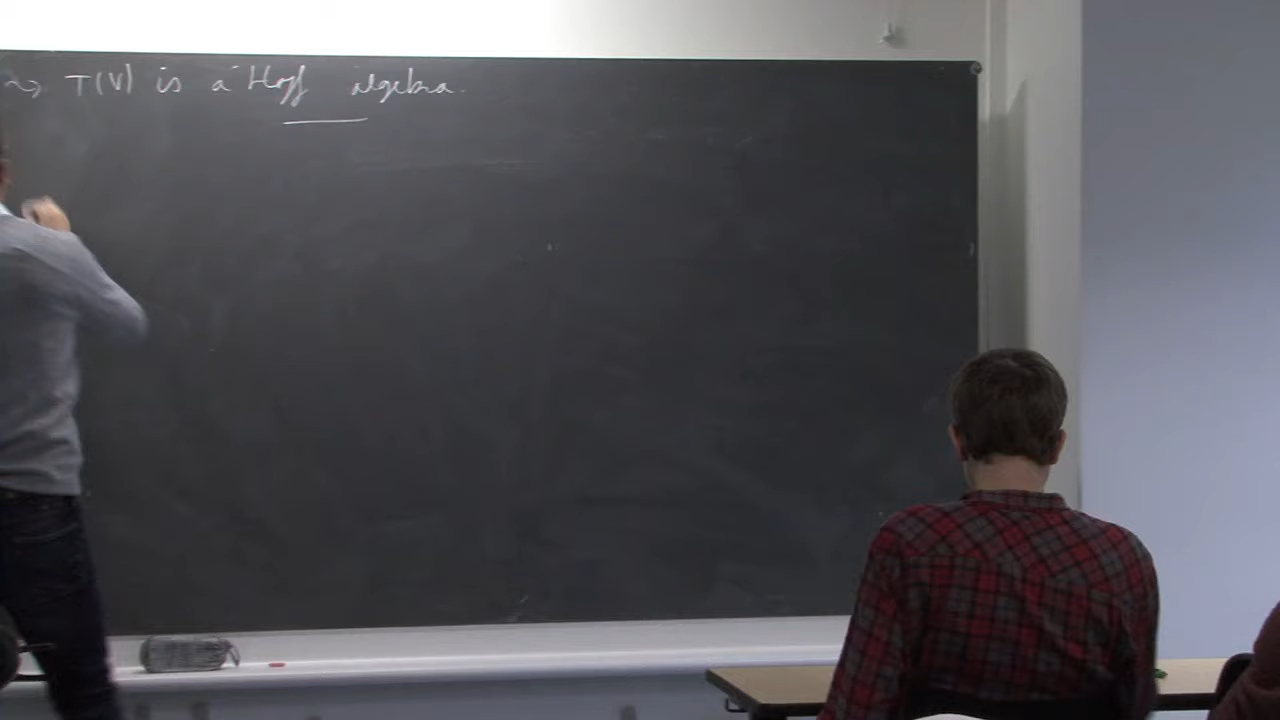 ⇝ T(V) is a Hopf algebra.